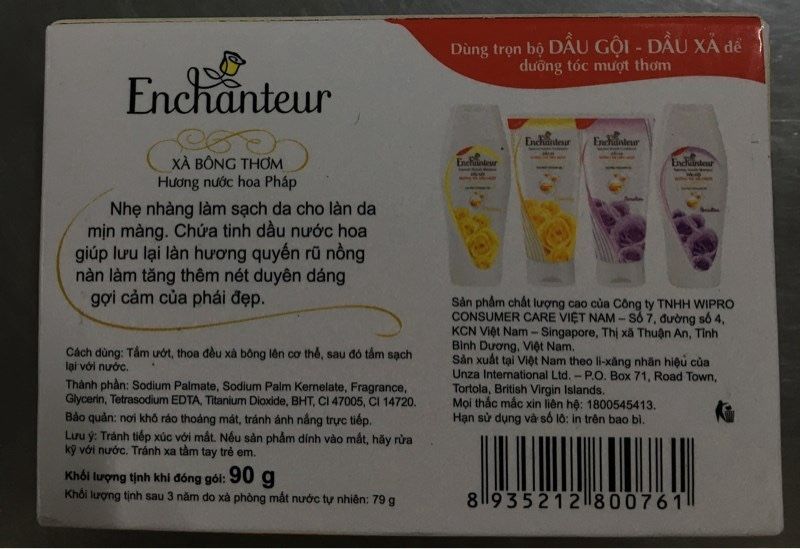 Enchanteur
XÀ BÔNG THƠM
Hương nước hoa Pháp
Nhẹ nhàng làm sạch da cho làn da
mịn màng. Chứa tinh dầu nước hoa
giúp lưu lại làn hương quyến rũ nồng
nàn làm tăng thêm nét duyên dáng
gợi cảm của phái đẹp.
Cách dùng: Tẩm ướt, thoa đều xà bông lên cơ thể, sau đó tắm sạch
lại với nước.
Thành phần: Sodium Palmate, Sodium Palm Kernelate, Fragrance,
Glycerin, Tetrasodium EDTA, Titanium Dioxide, BHT, CI 47005, CI 14720.
Bảo quản: nơi khô ráo thoáng mát, tránh ánh nắng trực tiếp.
Lưu ý: Tránh tiếp xúc với mắt. Nếu sản phẩm dính vào mắt, hãy rửa
kỹ với nước. Tránh xa tầm tay trẻ em.
Khối lượng tịnh khi đóng gói: 90 g
Khối lượng tịnh sau 3 năm do xà phòng mất nước tự nhiên: 79 g
Dùng trọn bộ DẦU GỘI - DẦU XẢ để
dưỡng tóc mượt thơm
Enchanteur
Enchanteur
Enchanteur
Enchanteur
Sản phẩm chất lượng cao của Công ty TNHH WIPRO
CONSUMER CARE VIỆT NAM – Số 7, đường số 4,
KCN Việt Nam – Singapore, Thị xã Thuận An, Tỉnh
Bình Dương, Việt Nam.
Sản xuất tại Việt Nam theo li-xăng nhãn hiệu của
Unza International Ltd. – P.O. Box 71, Road Town,
Tortola, British Virgin Islands.
Mọi thắc mắc xin liên hệ: 1800545413.
Hạn sử dụng và số lô: in trên bao bì.
8 935212 800761